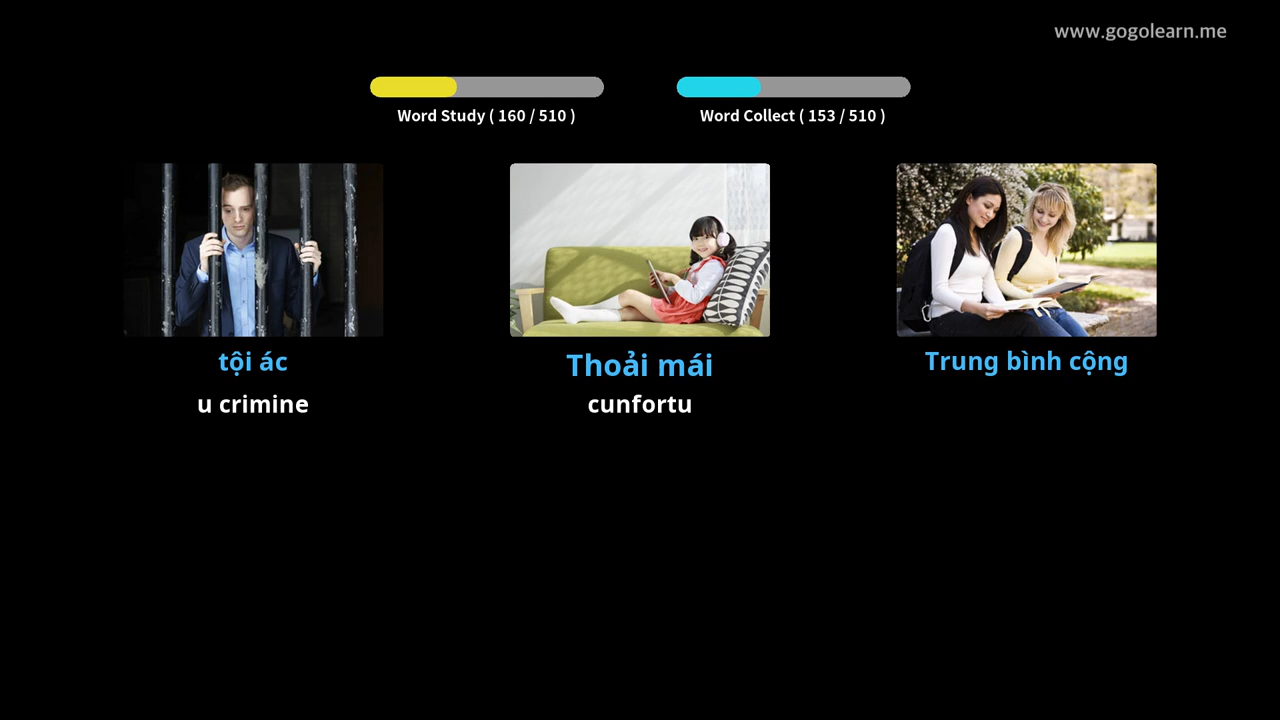 www.gogolearn.me
Word Study ( 160 / 510 )
Word Collect ( 153 / 510 )
tội ác
Thoải mái
Trung bình cộng
u crimine
cunfortu